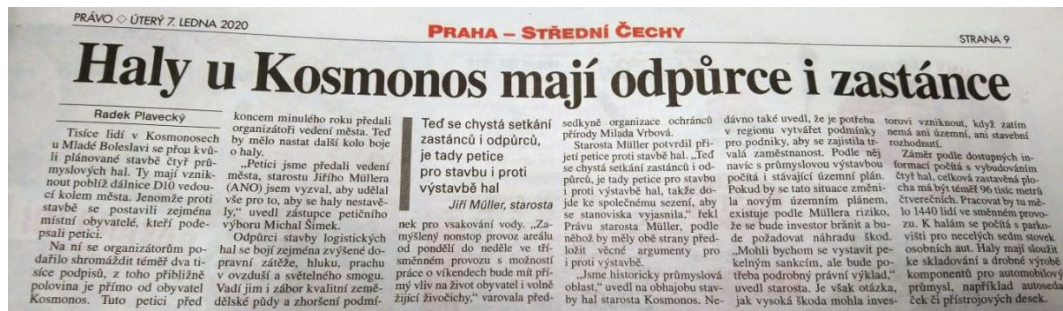 PRÁVO ◇ ÚTERÝ 7. LEDNA 2020
PRAHA – STŘEDNÍ ČECHY
STRANA 9
Haly u Kosmonos mají odpůrce i zastánce
Radek Plavecký
Tisíce lidí v Kosmonosech
u Mladé Boleslavi se přou kvů-
li plánované stavbě čtyř prů-
myslových hal. Ty mají vznik-
nout poblíž dálnice D10 vedou-
cí kolem města. Jenomže proti
stavbě se postavili zejména
místní obyvatelé, kteří pode-
psali petici.
Na ní se organizátorům po-
dařilo shromáždit téměř dva ti-
síce podpisů, z toho přibližně
polovina je přímo od obyvatel
Kosmonos. Tuto petici před
koncem minulého roku předali
organizátoři vedení města. Teď
by mělo nastat další kolo boje
o haly.
„Petici jsme předali vedení
města, starostu Jiřího Müllera
(ANO) jsem vyzval, aby udělal
vše pro to, aby se haly nestavě-
ly,“ uvedl zástupce petičního
výboru Michal Šimek.
Odpůrci stavby logistických
hal se bojí zejména zvýšené do-
pravní zátěže, hluku, prachu
v ovzduší a světelného smogu.
Vadí jim i zábor kvalitní země-
dělské půdy a zhoršení podmí-
Teď se chystá setkání
zastánců i odpůrců,
je tady petice
pro stavbu i proti
výstavbě hal
Jiří Müller, starosta
nek pro vsakování vody. „Za-
mýšlený nonstop provoz areálu
od pondělí do neděle ve tří-
směnném provozu s možností
práce o víkendech bude mít pří-
mý vliv na život obyvatel i volně
žijící živočichy,“ varovala před-
sedkyně organizace ochránců
přírody Milada Vrbová.
Starosta Müller potvrdil při-
jetí petice proti stavbě hal. „Teď
se chystá setkání zastánců i od-
půrců, je tady petice pro stavbu
i proti výstavbě hal, takže do-
jde ke společnému sezení, aby
se stanoviska vyjasnila,“ řekl
Právu starosta Müller, podle
něhož by měly obě strany před-
ložit věcné argumenty pro
i proti výstavbě.
„Jsme historicky průmyslová
oblast,“ uvedl na obhajobu stav-
by hal starosta Kosmonos. Ne-
dávno také uvedl, že je potřeba
v regionu vytvářet podmínky
pro podniky, aby se zajistila tr-
valá zaměstnanost. Podle něj
navíc s průmyslovou výstavbou
počítá i stávající územní plán.
Pokud by se tato situace změni-
la novým územním plánem,
existuje podle Müllera riziko,
že se bude investor bránit a bu-
de požadovat náhradu škod.
„Mohli bychom se vystavit pe-
kelným sankcím, ale bude po-
třeba podrobný právní výklad,“
uvedl starosta. Je však otázka,
jak vysoká škoda mohla inves-
torovi vzniknout, když zatím
nemá ani územní, ani stavební
rozhodnutí.
Záměr podle dostupných in-
formací počítá s vybudováním
čtyř hal, celková zastavěná plo-
cha má být téměř 96 tisíc metrů
čtverečních. Pracovat by tu mě-
lo 1440 lidí ve směnném provo-
zu. K halám se počítá s parko-
višti pro necelých sedm stovek
osobních aut. Haly mají sloužit
ke skladování a drobné výrobě
komponentů pro automobilový
průmysl, například autoseda-
ček či přístrojových desek.